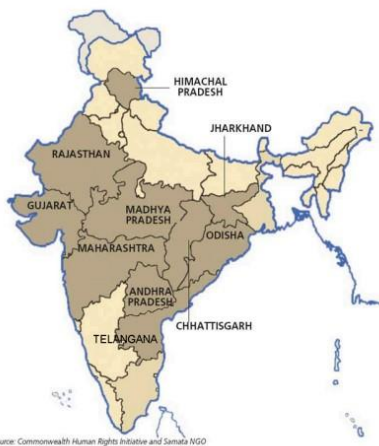 HIMACHAL
PRADESH
JHARKHAND
RAJASTHAN
GUJARAT
MADHYA
PRADESH
ODISHA
MAHARASHTRA
ANDHRA
PRADESH
CHHATTISGARH
TELANGANA
urce: Commonwealth Human Rights Initiative and Samata NGO